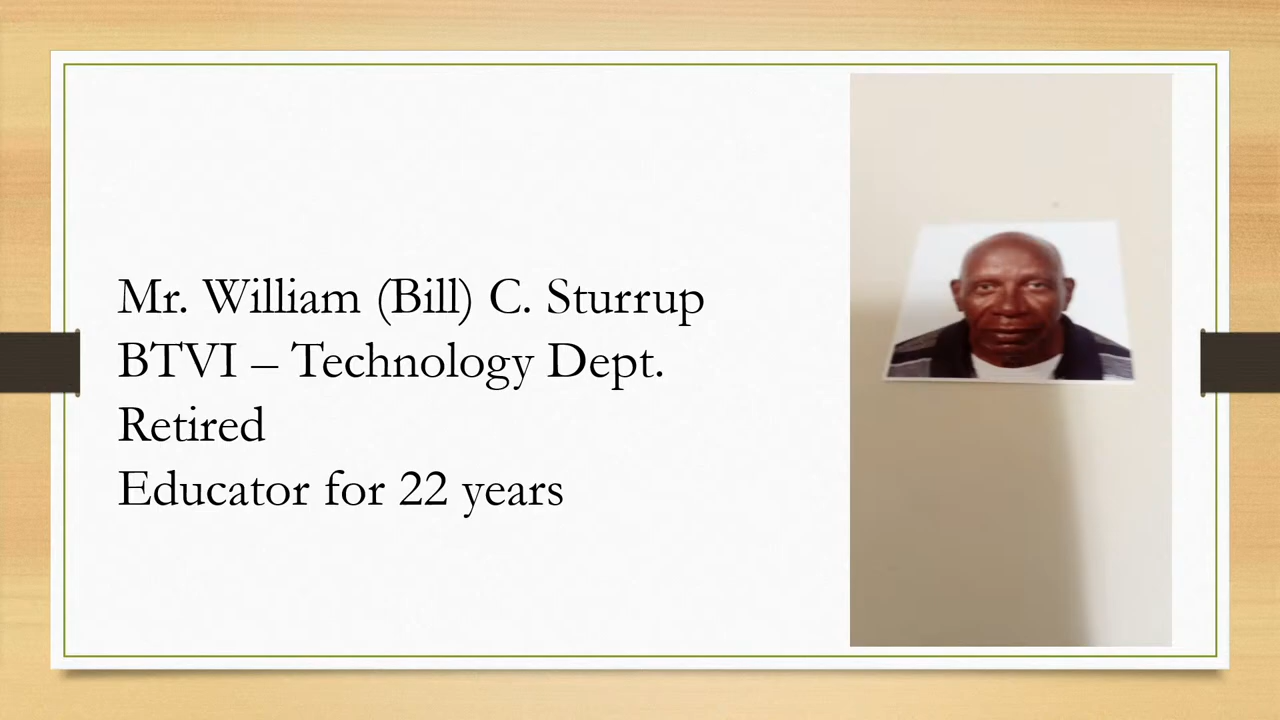 Mr. William (Bill) C. Sturrup
BTVI – Technology Dept.
Retired
Educator for 22 years